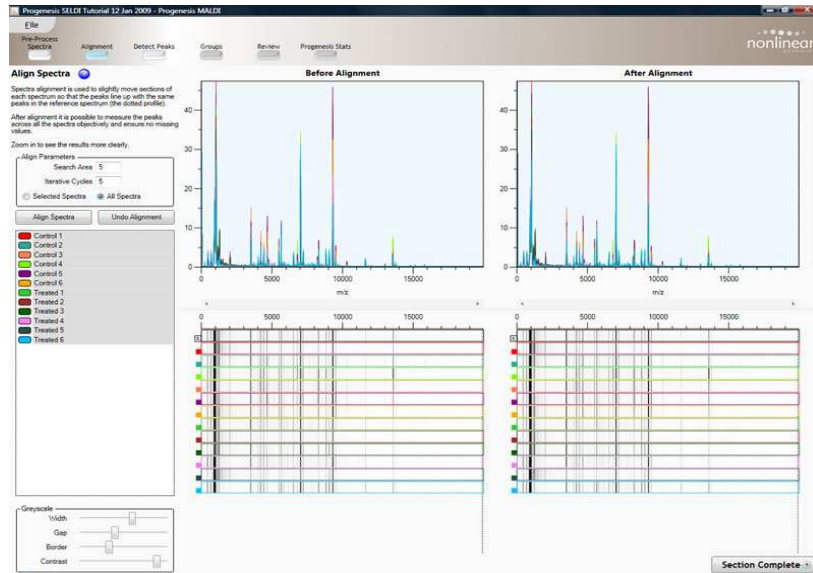 Progenesis SELDI Tutorial 12 Jan 2009 - Progenesis MALDI
File
Pre-Process
Spectra
Alignment
Detect Peaks
Groups
Review
Progenesis Stats
nonlinear
Align Spectra
Spectra alignment is used to slightly move sections of
each spectrum so that the peaks line up with the same
peaks in the reference spectrum (the dotted profile)
After alignment it is possible to measure the peaks
across all the spectra objectively and ensure no missing
values.
Zoom in to see the results more clearly.
Align Parameters
Search Area 5
Iterative Cycles 5
Selected Spectra All Spectra
Align Spectra Undo Alignment
Control 1
Control 2
Control 3
Control 4
Control 5
Control 6
Treated 1
Treated 2
Treated 3
Treated 4
Treated 5
Treated 6
Greyscale
Width
Gap
Border
Contrast
Before Alignment
40
30
20
10
0
0 5000 10000 15000
m/z
0 5000 10000 15000
R
After Alignment
40
30
20
10
0
0 5000 10000 15000
m/z
0 5000 10000 15000
R
Section Complete